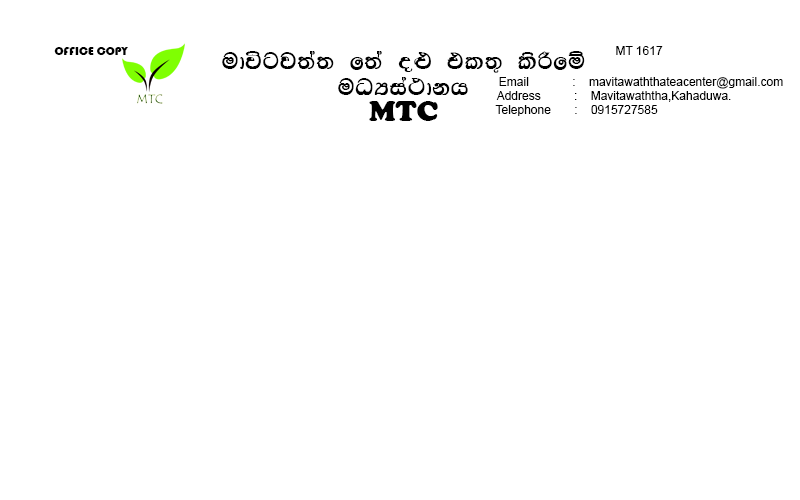 OFFICE COPY
MTC
මාවිටවත්ත තේ දළු එකතු කිරීමේ
මධ්‍යස්ථානය
MTC
MT 1617
Email : mavitawaththateacenter@gmail.com
Address : Mavitawaththa,Kahaduwa.
Telephone : 0915727585